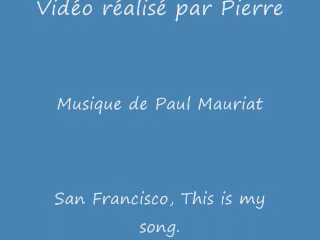 Vidéo réalisé par Pierre
Musique de Paul Mauriat
San Francisco, This is my
song.